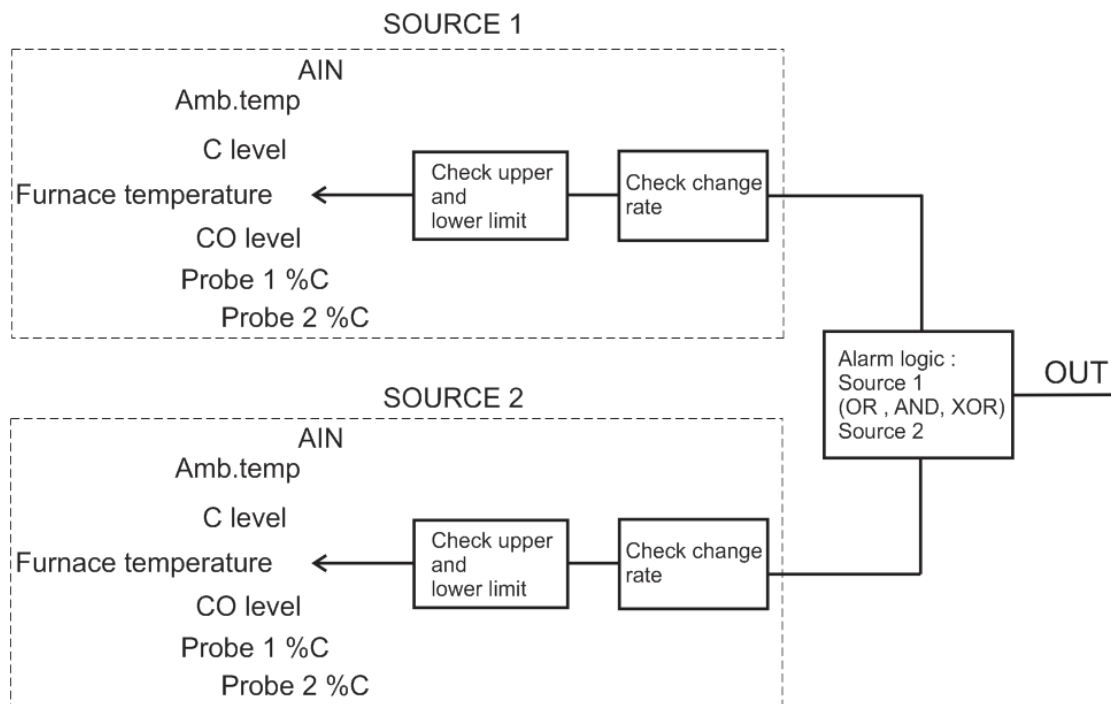 SOURCE 1
AIN
Amb.temp
C level
Furnace temperature
CO level
Probe 1 %C
Probe 2 %C
Check upper
and
lower limit
Check change
rate
Alarm logic :
Source 1
(OR , AND, XOR)
Source 2
OUT
SOURCE 2
AIN
Amb.temp
C level
Furnace temperature
CO level
Probe 1 %C
Probe 2 %C
Check upper
and
lower limit
Check change
rate